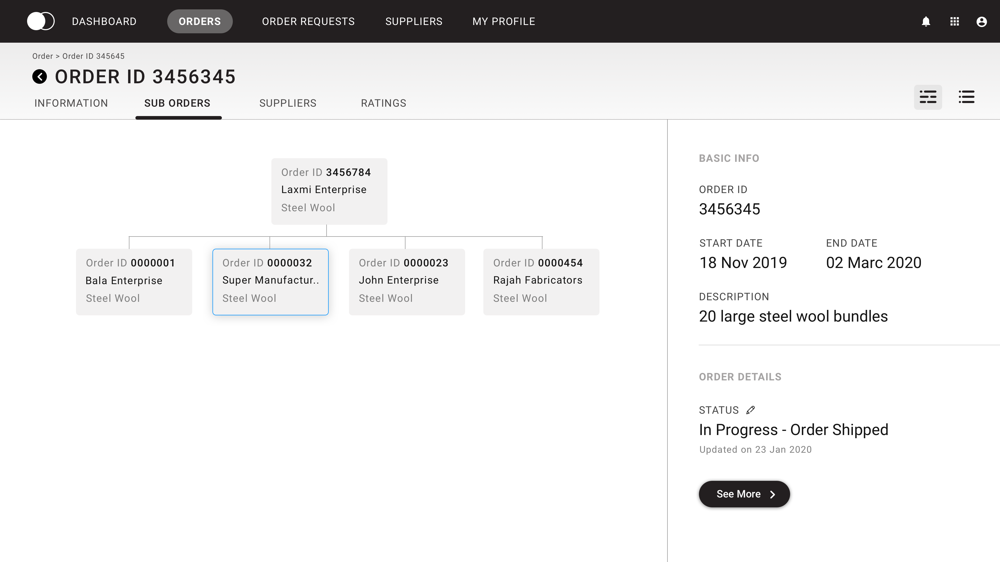 DASHBOARD ORDERS ORDER REQUESTS SUPPLIERS MY PROFILE
Order > Order ID 345645
ORDER ID 3456345
INFORMATION SUB ORDERS SUPPLIERS RATINGS
Order ID 3456784
Laxmi Enterprise
Steel Wool
Order ID 0000001
Bala Enterprise
Steel Wool
Order ID 0000032
Super Manufactur..
Steel Wool
Order ID 0000023
John Enterprise
Steel Wool
Order ID 0000454
Rajah Fabricators
Steel Wool
BASIC INFO
ORDER ID
3456345
START DATE
18 Nov 2019
END DATE
02 Marc 2020
DESCRIPTION
20 large steel wool bundles
ORDER DETAILS
STATUS
In Progress - Order Shipped
Updated on 23 Jan 2020
See More